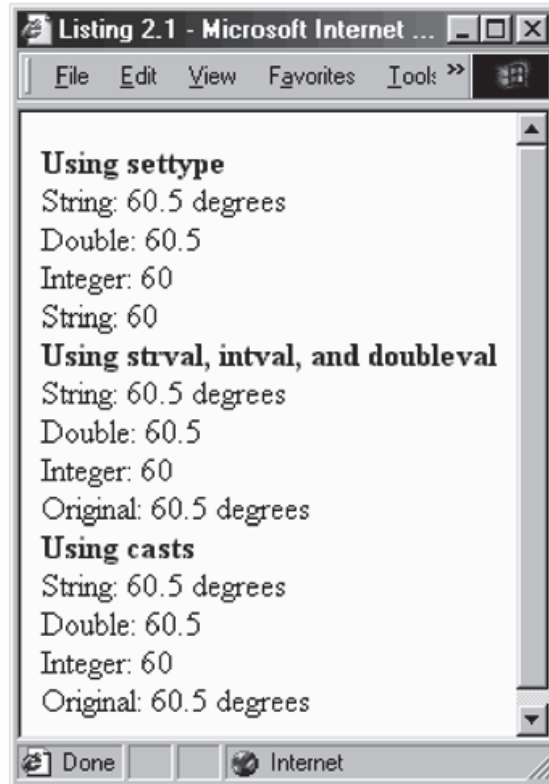 Listing 2.1 - Microsoft Internet ...
File Edit View Favorites Tools »
Using settype
String: 60.5 degrees
Double: 60.5
Integer: 60
String: 60
Using strval, intval, and doubleval
String: 60.5 degrees
Double: 60.5
Integer: 60
Original: 60.5 degrees
Using casts
String: 60.5 degrees
Double: 60.5
Integer: 60
Original: 60.5 degrees
Done Internet